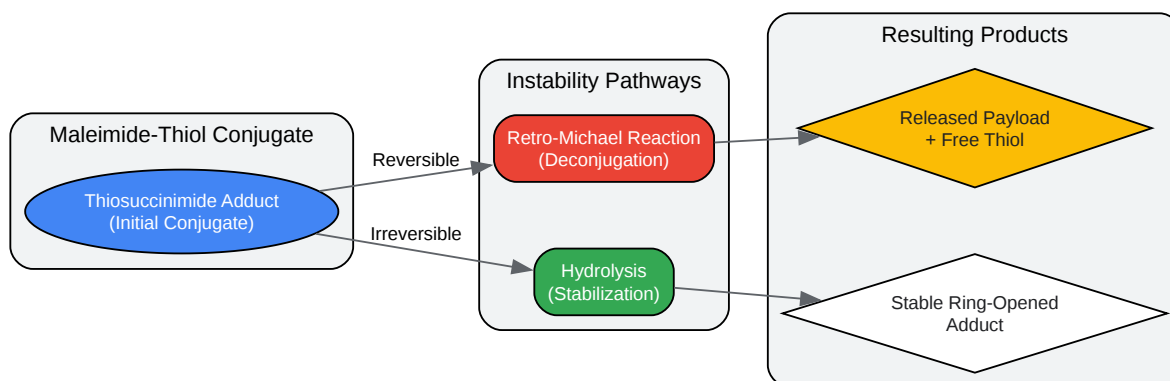 Maleimide-Thiol Conjugate
Thiosuccinimide Adduct
(Initial Conjugate)
Reversible
Irreversible
Instability Pathways
Retro-Michael Reaction
(Deconjugation)
Hydrolysis
(Stabilization)
Resulting Products
Released Payload
+ Free Thiol
Stable Ring-Opened
Adduct